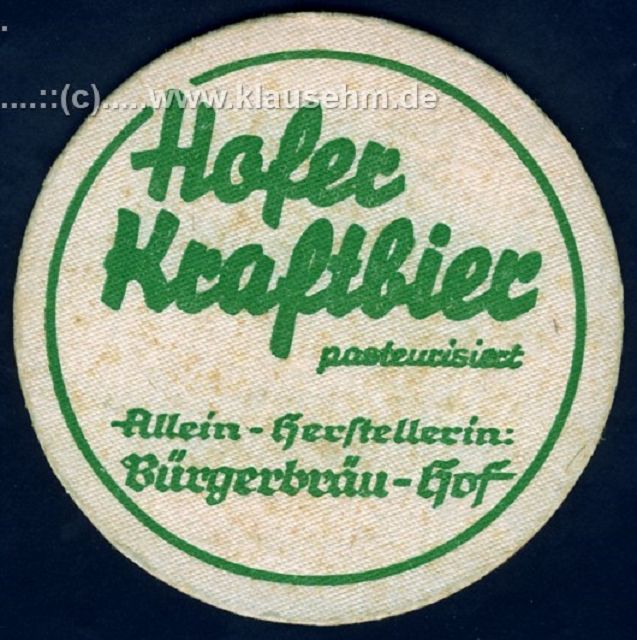 .
....::(c).....www.klausehm.de
Hofer
Kraftbier
pasteurisiert
Allein-Herstellerin:
Bürgerbräu-Hof